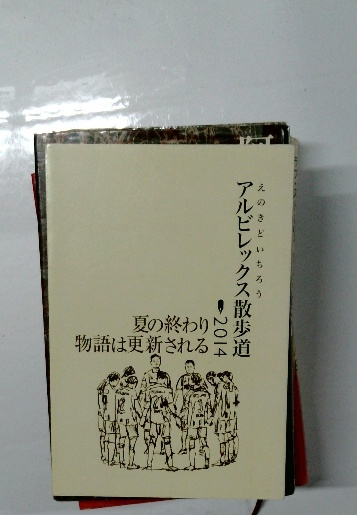 えのきどいちろう
アルビレックス散歩道
2014
夏の終わり
物語は更新される